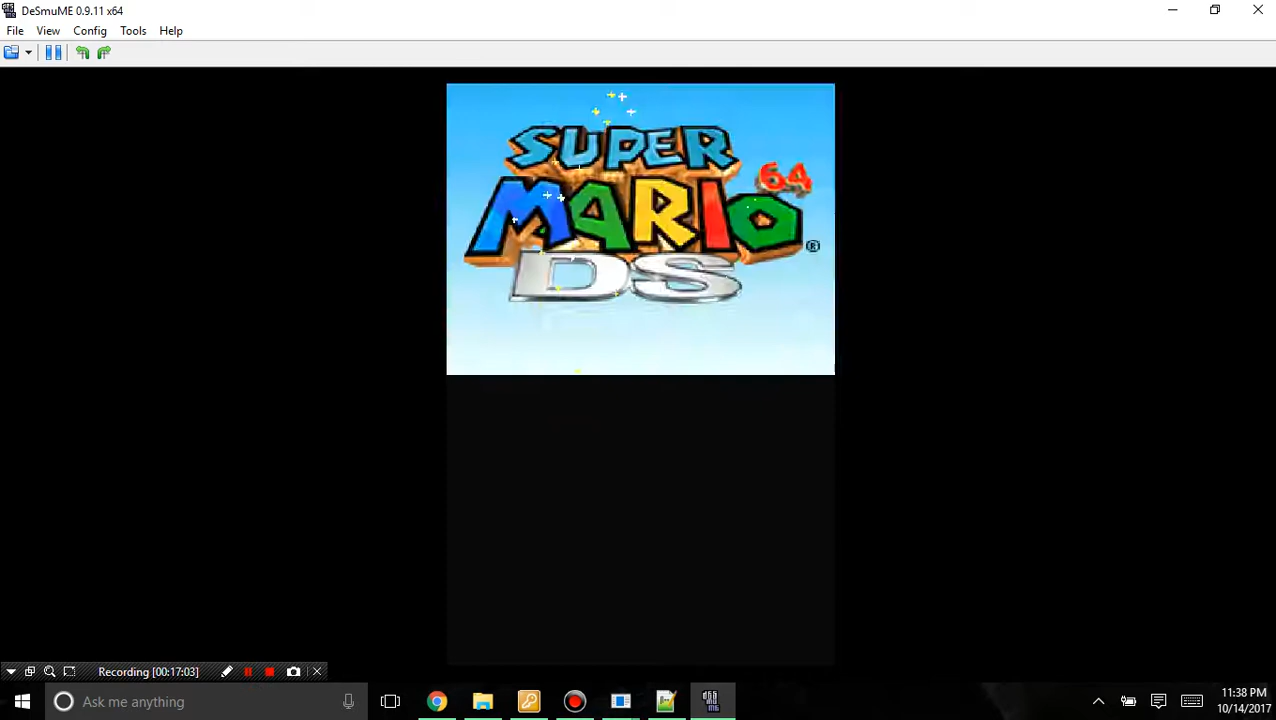 DeSmuME 0.9.11 x64
File View Config Tools Help
SUPER
MARIO 64
®
DS
Recording [00:17:03]
Ask me anything
11:38 PM
10/14/2017